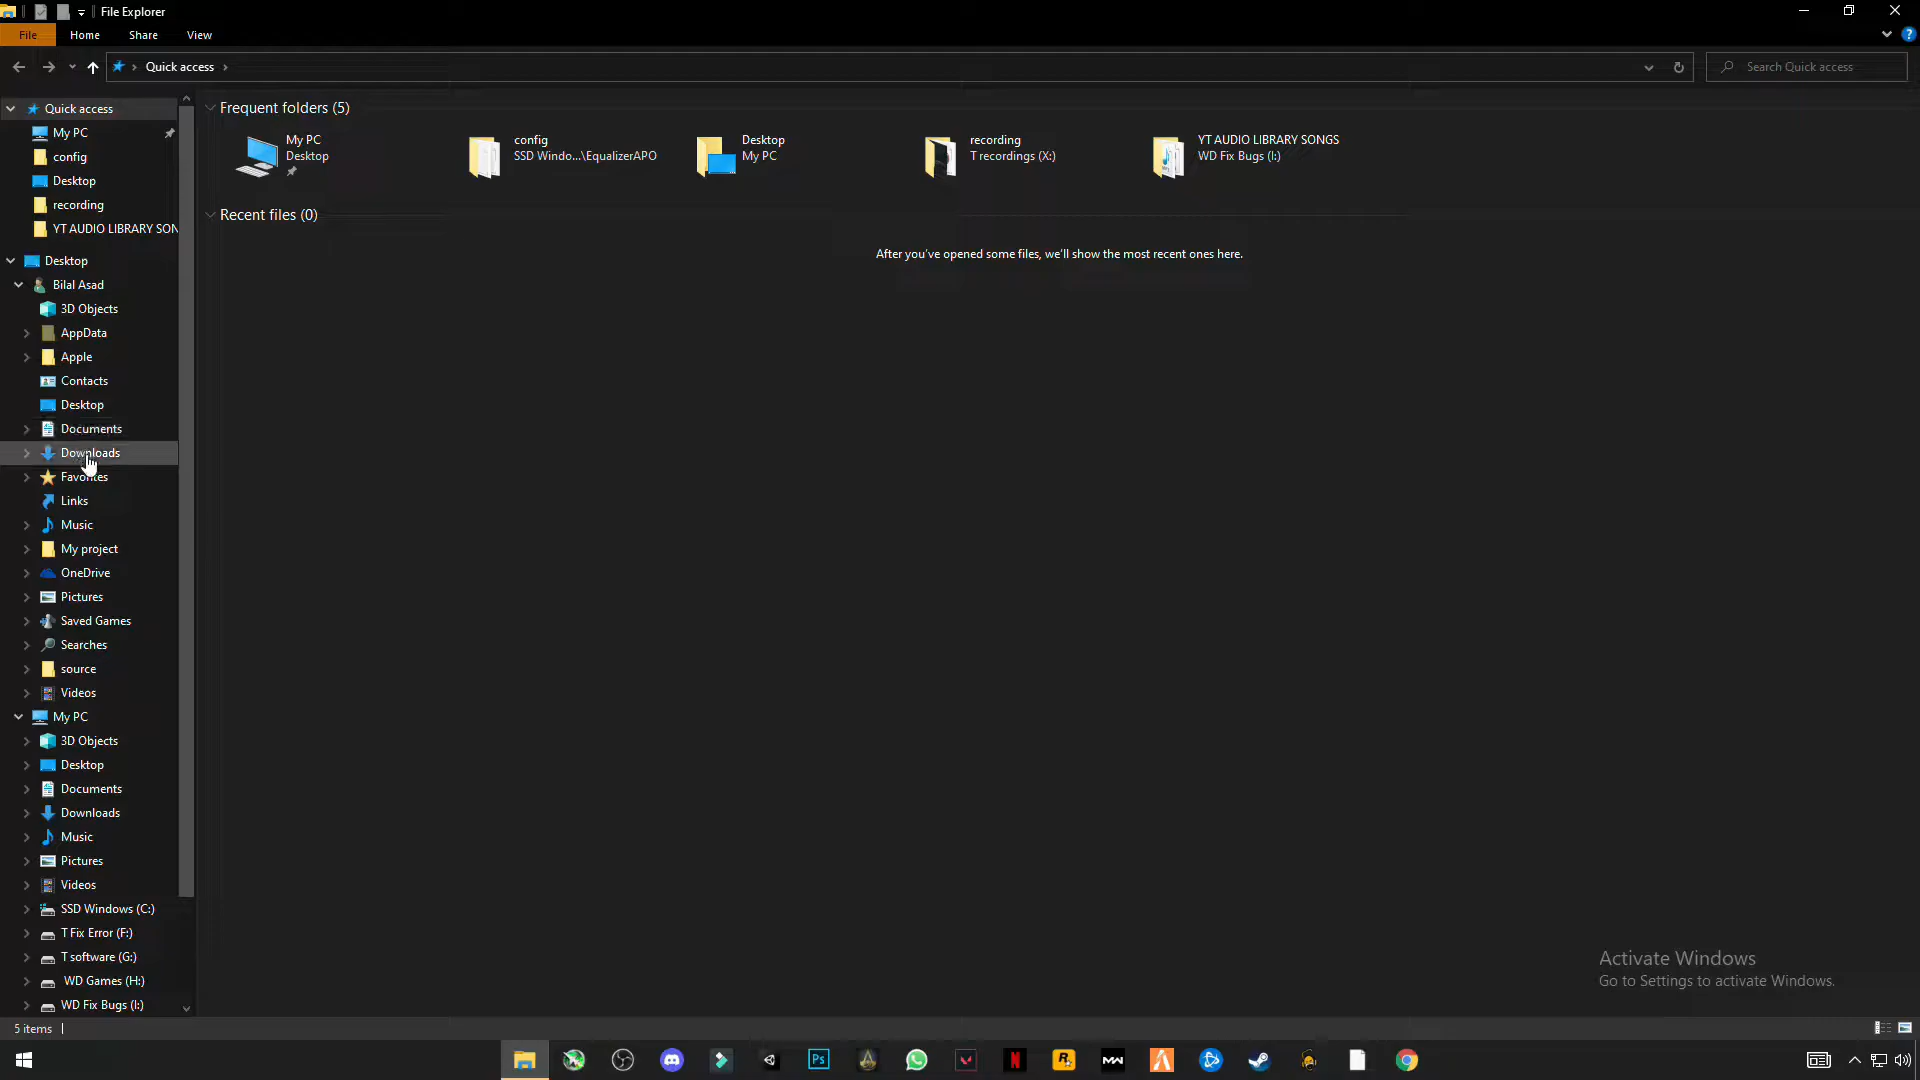 File Explorer
File
Home
Share
View
?
Quick access
Search Quick access
Quick access
My PC
config
Desktop
recording
YT AUDIO LIBRARY SON
Desktop
Bilal Asad
3D Objects
AppData
Apple
Contacts
Desktop
Documents
Downloads
Favorites
Links
Music
My project
OneDrive
Pictures
Saved Games
Searches
source
Videos
My PC
3D Objects
Desktop
Documents
Downloads
Music
Pictures
Videos
SSD Windows (C:)
T Fix Error (F:)
T software (G:)
WD Games (H:)
WD Fix Bugs (I:)
Frequent folders (5)
My PC
Desktop
config
SSD Windo...\EqualizerAPO
Desktop
My PC
recording
T recordings (X:)
YT AUDIO LIBRARY SONGS
WD Fix Bugs (I:)
Recent files (0)
After you've opened some files, we'll show the most recent ones here.
Activate Windows
Go to Settings to activate Windows.
5 items
Ps
N
R
MW